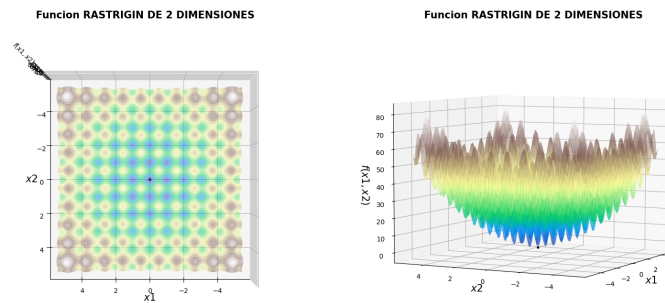 Funcion RASTRIGIN DE 2 DIMENSIONES
f(x1,x2)
−4
−2
x2 0
2
4
4 2 0 −2 −4
x1
Funcion RASTRIGIN DE 2 DIMENSIONES
80
70
60
50
40
30
20
10
0
f(x1,x2)
4 2 0 −2 −4
x2
−4 −2 0 2
x1